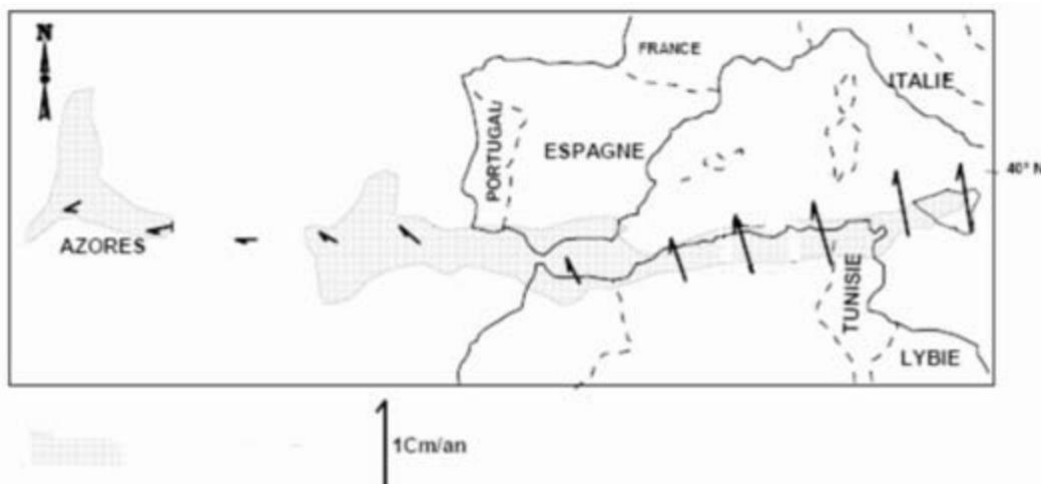 N
FRANCE
ITALIE
PORTUGAL
ESPAGNE
40° N
AZORES
TUNISIE
LYBIE
1Cm/an